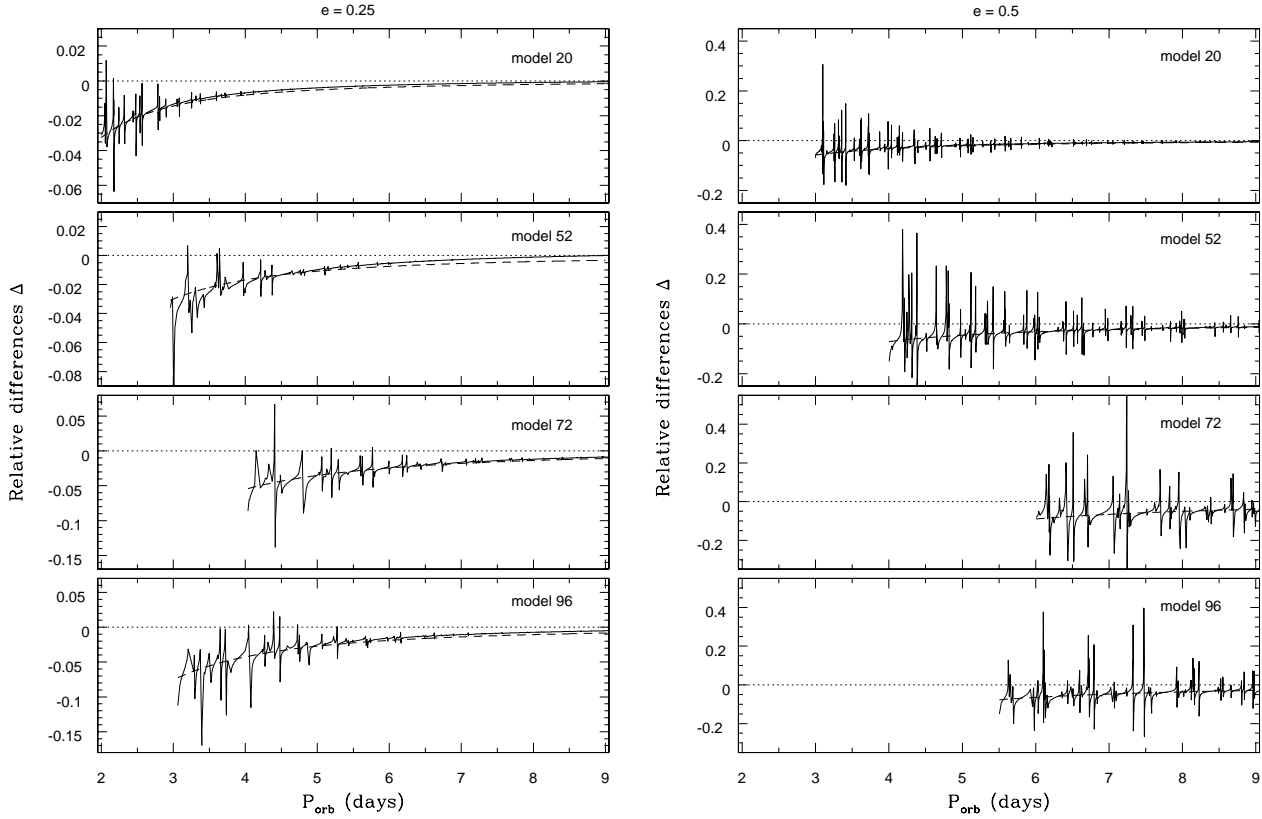 e = 0.25
0.02
0
-0.02
-0.04
-0.06
model 20
0.02
0
-0.02
-0.04
-0.06
-0.08
model 52
0.05
0
-0.05
-0.1
-0.15
model 72
0.05
0
-0.05
-0.1
-0.15
model 96
2 3 4 5 6 7 8 9
P_orb (days)
Relative differences Δ
e = 0.5
0.4
0.2
0
-0.2
model 20
0.4
0.2
0
-0.2
model 52
0.4
0.2
0
-0.2
model 72
0.4
0.2
0
-0.2
model 96
2 3 4 5 6 7 8 9
P_orb (days)
Relative differences Δ